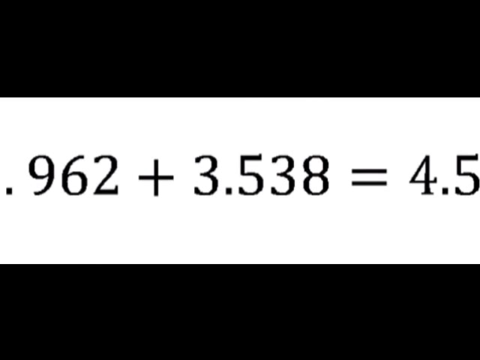 . 962 + 3.538 = 4.5